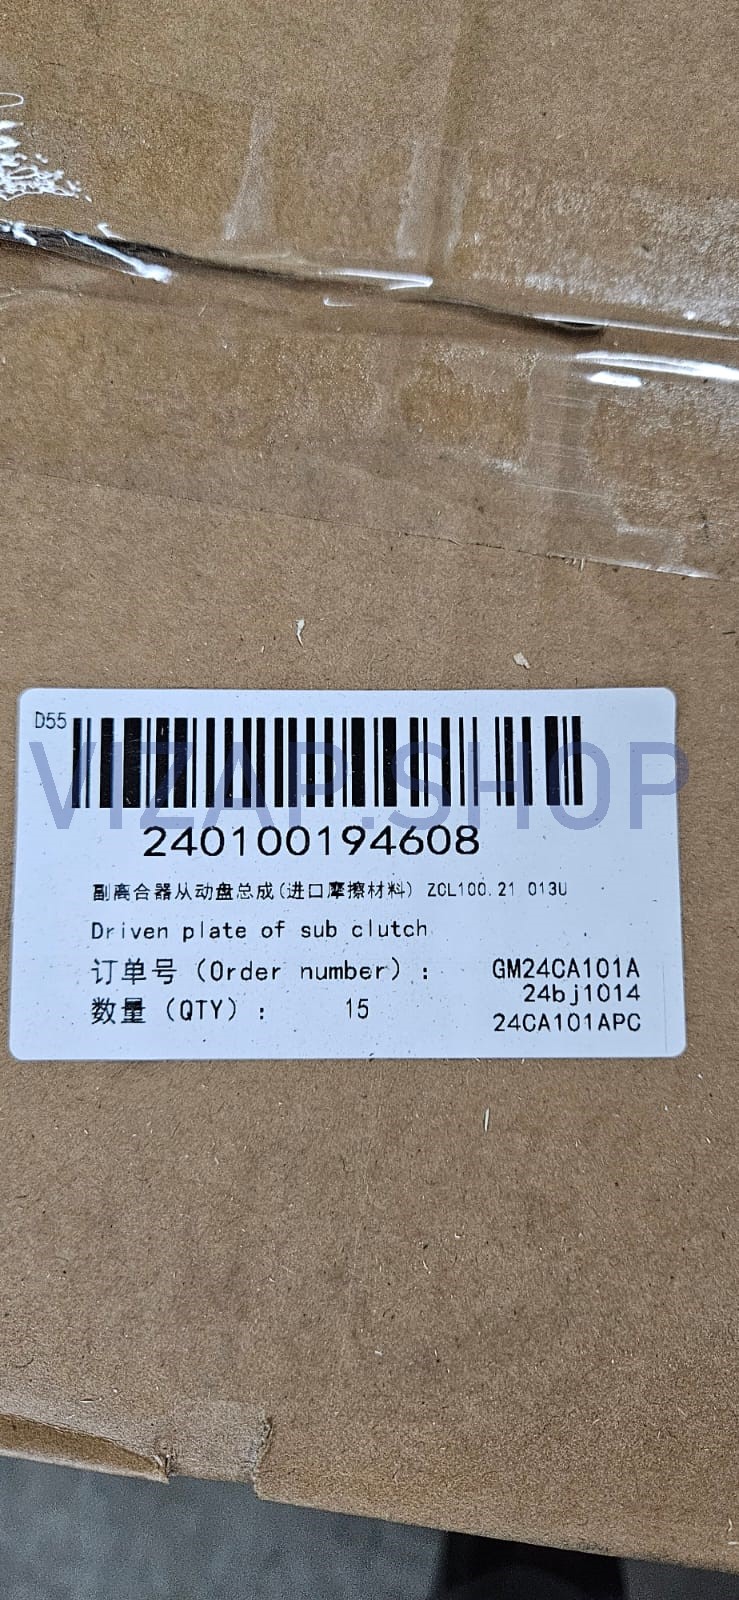 D55
VIZAP.SHOP
240100194608
副离合器从动盘总成(进口摩擦材料) ZCL100.21 013U
Driven plate of sub clutch
订单号 (Order number) : GM24CA101A
24bj1014
数量 (QTY) : 15
24CA101APC